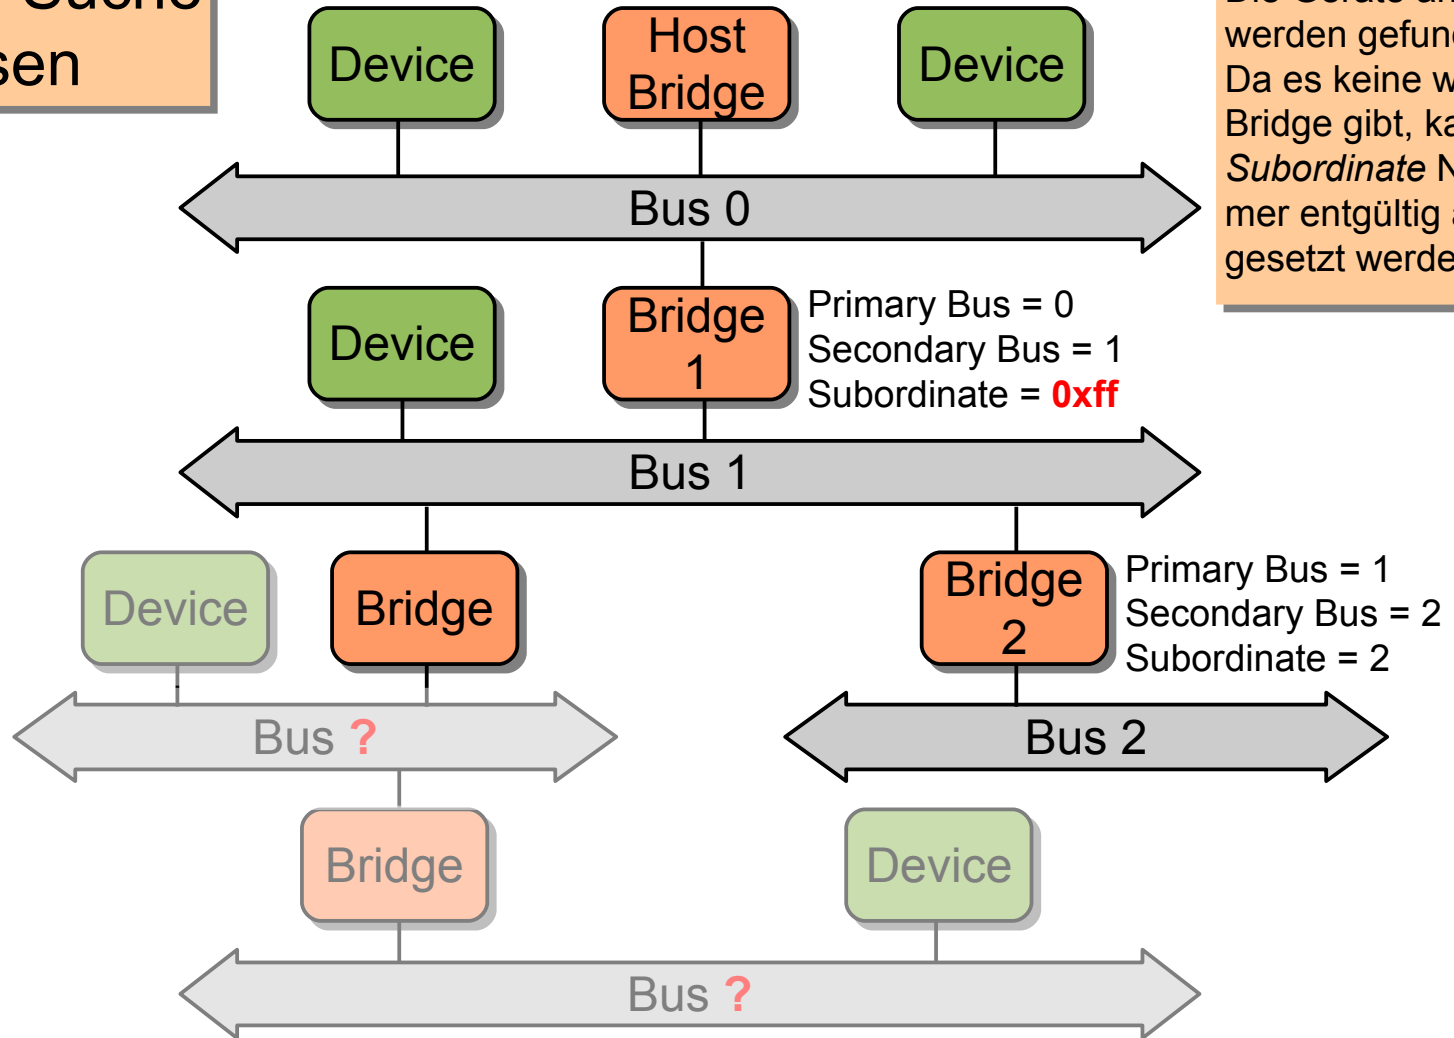 Suche
sen
Device
Host
Bridge
Device
werden gefun
Da es keine w
Bridge gibt, ka
Subordinate N
mer entgültig a
gesetzt werde
Bus 0
Device
Bridge
1
Primary Bus = 0
Secondary Bus = 1
Subordinate = 0xff
Bus 1
Device
Bridge
Bridge
2
Primary Bus = 1
Secondary Bus = 2
Subordinate = 2
Bus ?
Bus 2
Bridge
Device
Bus ?